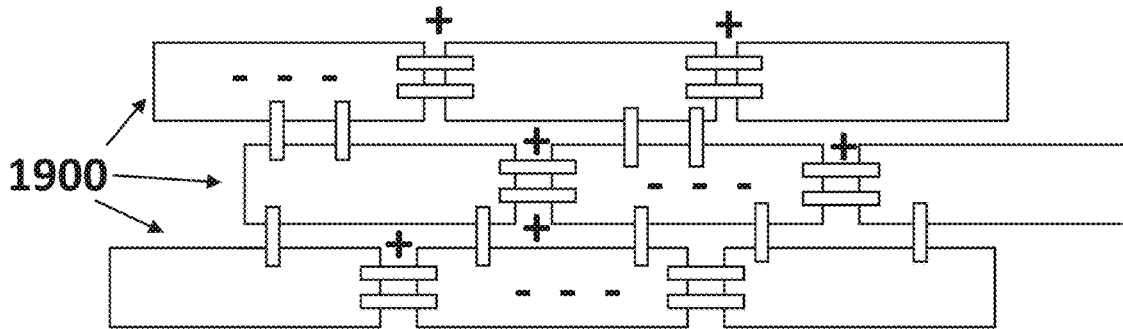 + +
- - -
+ +
1900
- - -
+
+
- - -